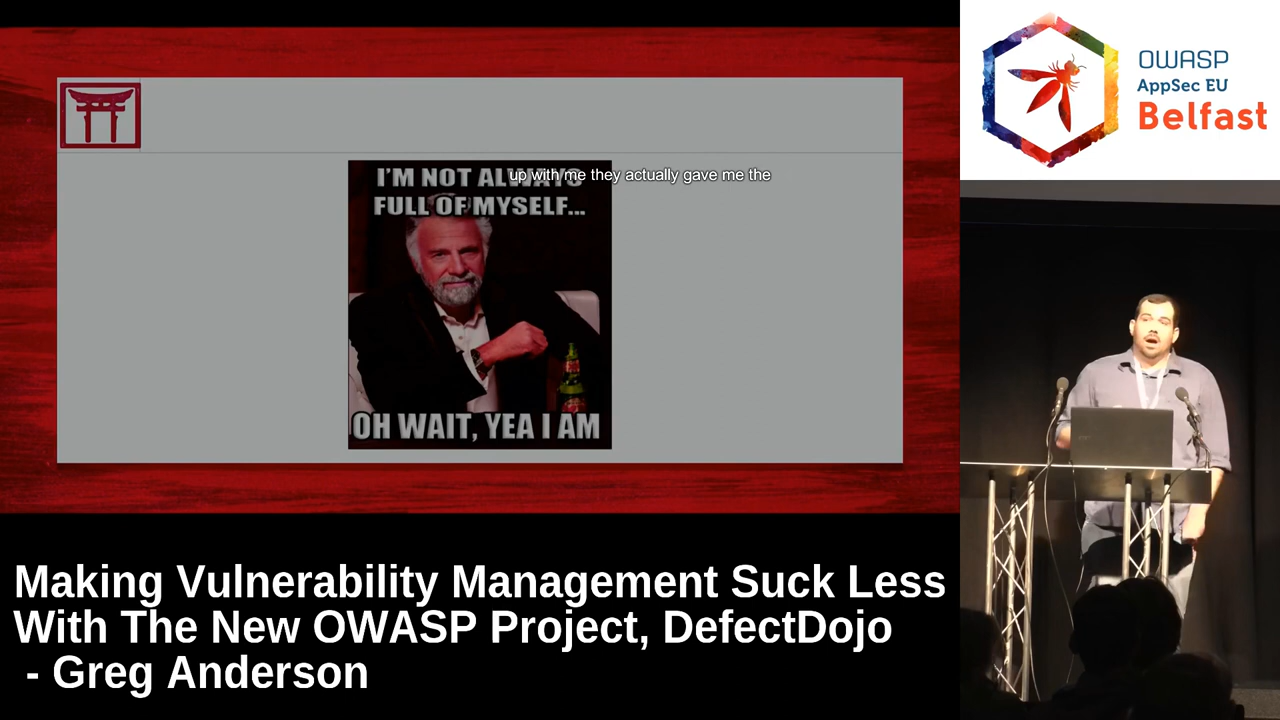 I'M NOT ALWAYS
up with me they actually gave me the
FULL OF MYSELF...
OH WAIT, YEA I AM
OWASP
AppSec EU
Belfast
Making Vulnerability Management Suck Less
With The New OWASP Project, DefectDojo
- Greg Anderson